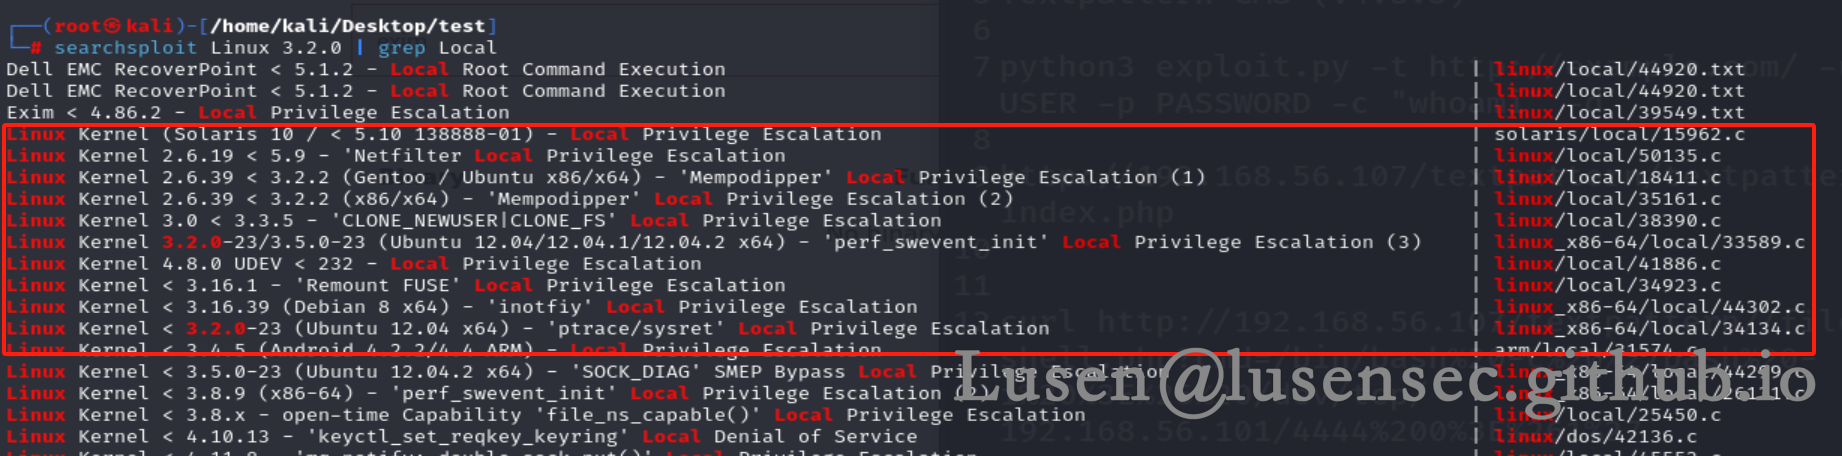 ┌──(root㉿kali)-[/home/kali/Desktop/test]
└─# searchsploit Linux 3.2.0 | grep Local
Dell EMC RecoverPoint < 5.1.2 - Local Root Command Execution | linux/local/44920.txt
Dell EMC RecoverPoint < 5.1.2 - Local Root Command Execution | linux/local/44920.txt
Exim < 4.86.2 - Local Privilege Escalation | linux/local/39549.txt
Linux Kernel (Solaris 10 / < 5.10 138888-01) - Local Privilege Escalation | solaris/local/15962.c
Linux Kernel 2.6.19 < 5.9 - 'Netfilter Local Privilege Escalation | linux/local/50135.c
Linux Kernel 2.6.39 < 3.2.2 (Gentoo / Ubuntu x86/x64) - 'Mempodipper' Local Privilege Escalation (1) | linux/local/18411.c
Linux Kernel 2.6.39 < 3.2.2 (x86/x64) - 'Mempodipper' Local Privilege Escalation (2) | linux/local/35161.c
Linux Kernel 3.0 < 3.3.5 - 'CLONE_NEWUSER|CLONE_FS' Local Privilege Escalation | linux/local/38390.c
Linux Kernel 3.2.0-23/3.5.0-23 (Ubuntu 12.04/12.04.1/12.04.2 x64) - 'perf_swevent_init' Local Privilege Escalation (3) | linux_x86-64/local/33589.c
Linux Kernel 4.8.0 UDEV < 232 - Local Privilege Escalation | linux/local/41886.c
Linux Kernel < 3.16.1 - 'Remount FUSE' Local Privilege Escalation | linux/local/34923.c
Linux Kernel < 3.16.39 (Debian 8 x64) - 'inotfiy' Local Privilege Escalation | linux_x86-64/local/44302.c
Linux Kernel < 3.2.0-23 (Ubuntu 12.04 x64) - 'ptrace/sysret' Local Privilege Escalation | linux_x86-64/local/34134.c
Linux Kernel < 3.4.5 (Android 4.2.2/4.4 ARM) - Local Privilege Escalation | arm/local/31574.c
Linux Kernel < 3.5.0-23 (Ubuntu 12.04.2 x64) - 'SOCK_DIAG' SMEP Bypass Local Privilege Escalation | linux_x86-64/local/44299.c
Linux Kernel < 3.8.9 (x86-64) - 'perf_swevent_init' Local Privilege Escalation (2) | linux_x86-64/local/26131.c
Linux Kernel < 3.8.x - open-time Capability 'file_ns_capable()' Local Privilege Escalation | linux/local/25450.c
Linux Kernel < 4.10.13 - 'keyctl_set_reqkey_keyring' Local Denial of Service | linux/dos/42136.c
Lusen@lusensec.github.io